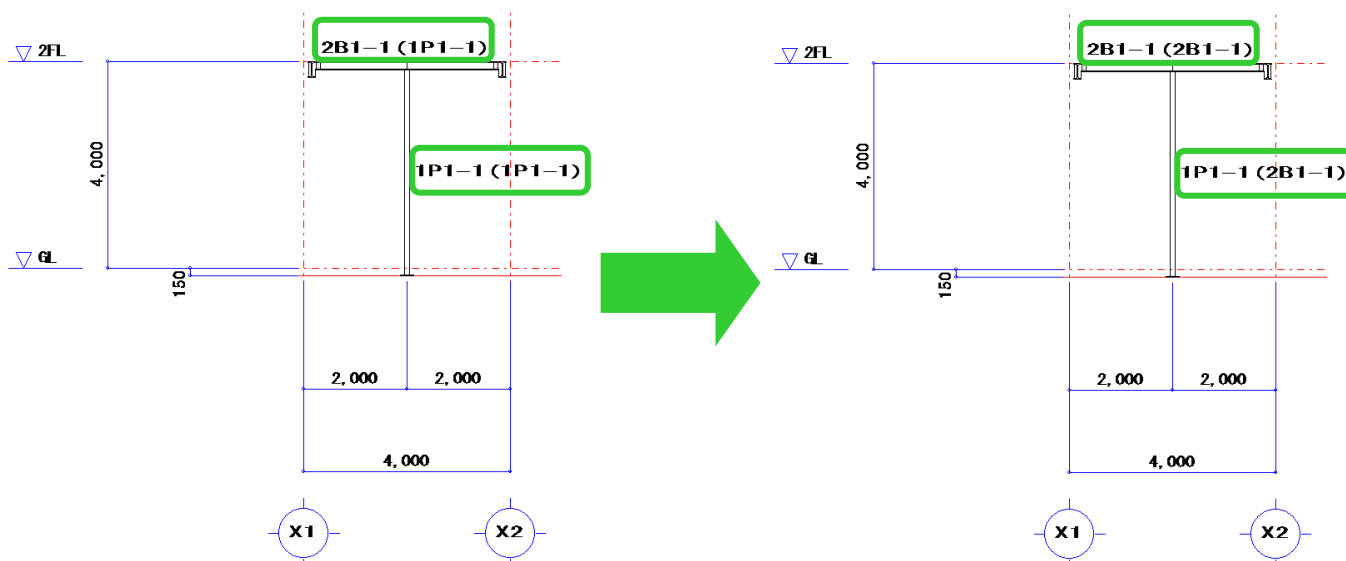 2B1-1(1P1-1)
▽ 2FL
4,000
1P1-1(1P1-1)
▽ GL
150
2,000 2,000
4,000
X1 X2
2B1-1(2B1-1)
▽ 2FL
4,000
1P1-1(2B1-1)
▽ GL
150
2,000 2,000
4,000
X1 X2